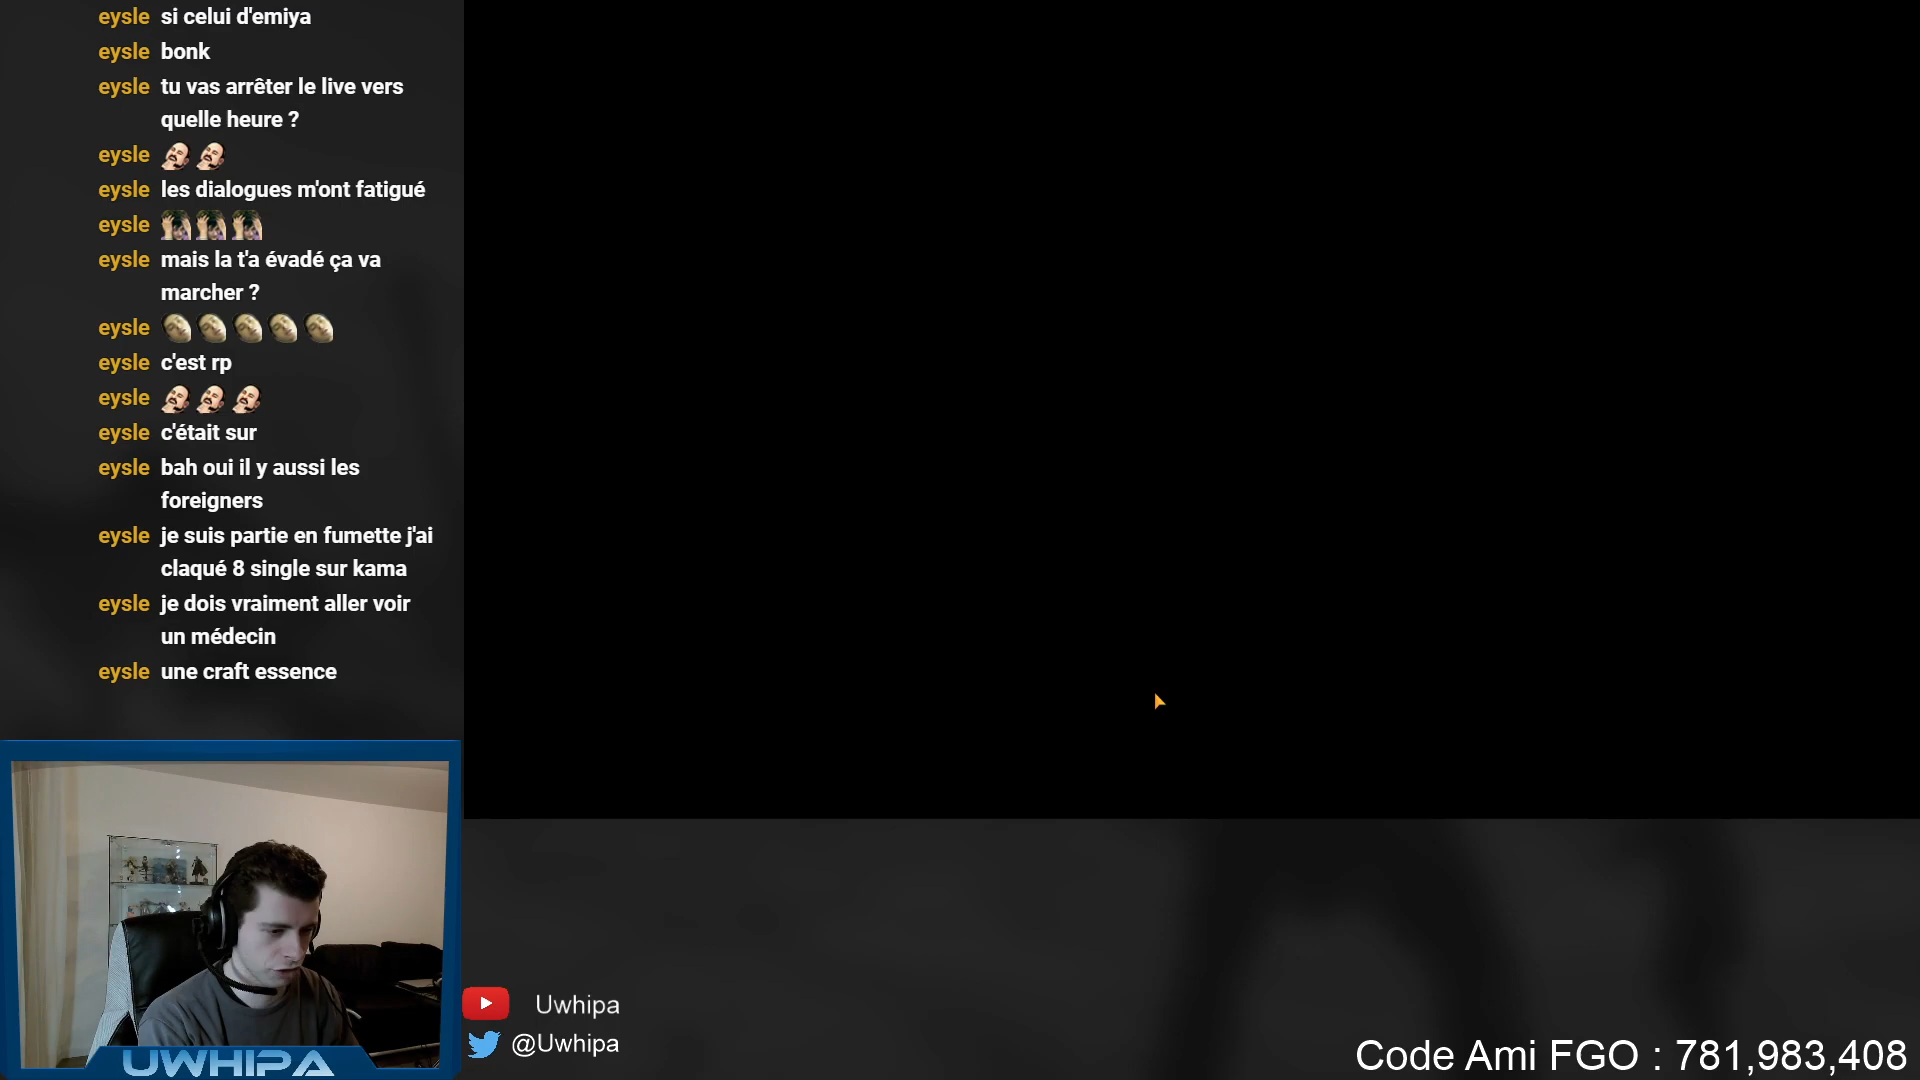 eysle si celui d'emiya
eysle bonk
eysle tu vas arrêter le live vers
quelle heure ?
eysle
eysle les dialogues m'ont fatigué
eysle
eysle mais la t'a évadé ça va
marcher ?
eysle
eysle c'est rp
eysle
eysle c'était sur
eysle bah oui il y aussi les
foreigners
eysle je suis partie en fumette j'ai
claqué 8 single sur kama
eysle je dois vraiment aller voir
un médecin
eysle une craft essence
UWHIPA
Uwhipa
@Uwhipa
Code Ami FGO : 781,983,408